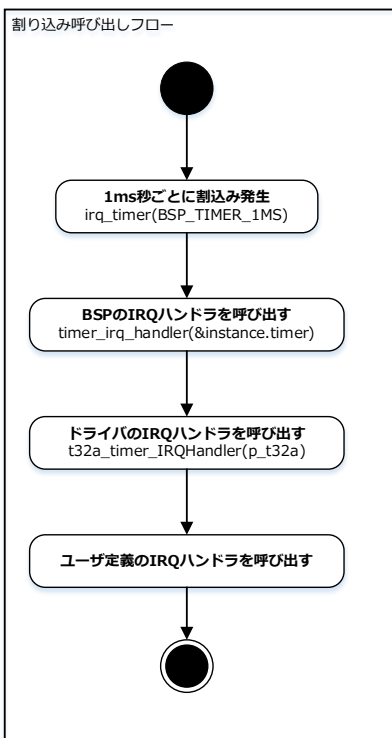 割り込み呼び出しフロー
1ms秒ごとに割込み発生
irq_timer(BSP_TIMER_1MS)
BSPのIRQハンドラを呼び出す
timer_irq_handler(&instance.timer)
ドライバのIRQハンドラを呼び出す
t32a_timer_IRQHandler(p_t32a)
ユーザ定義のIRQハンドラを呼び出す